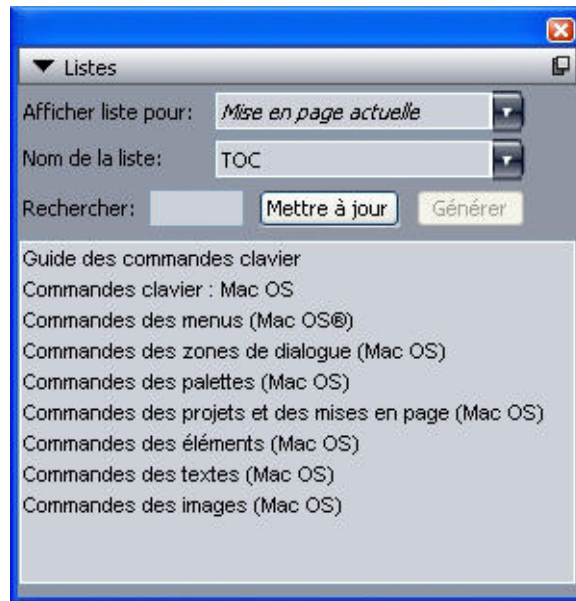 Listes
Afficher liste pour: Mise en page actuelle
Nom de la liste: TOC
Rechercher: Mettre à jour Générer
Guide des commandes clavier
Commandes clavier : Mac OS
Commandes des menus (Mac OS®)
Commandes des zones de dialogue (Mac OS)
Commandes des palettes (Mac OS)
Commandes des projets et des mises en page (Mac OS)
Commandes des éléments (Mac OS)
Commandes des textes (Mac OS)
Commandes des images (Mac OS)